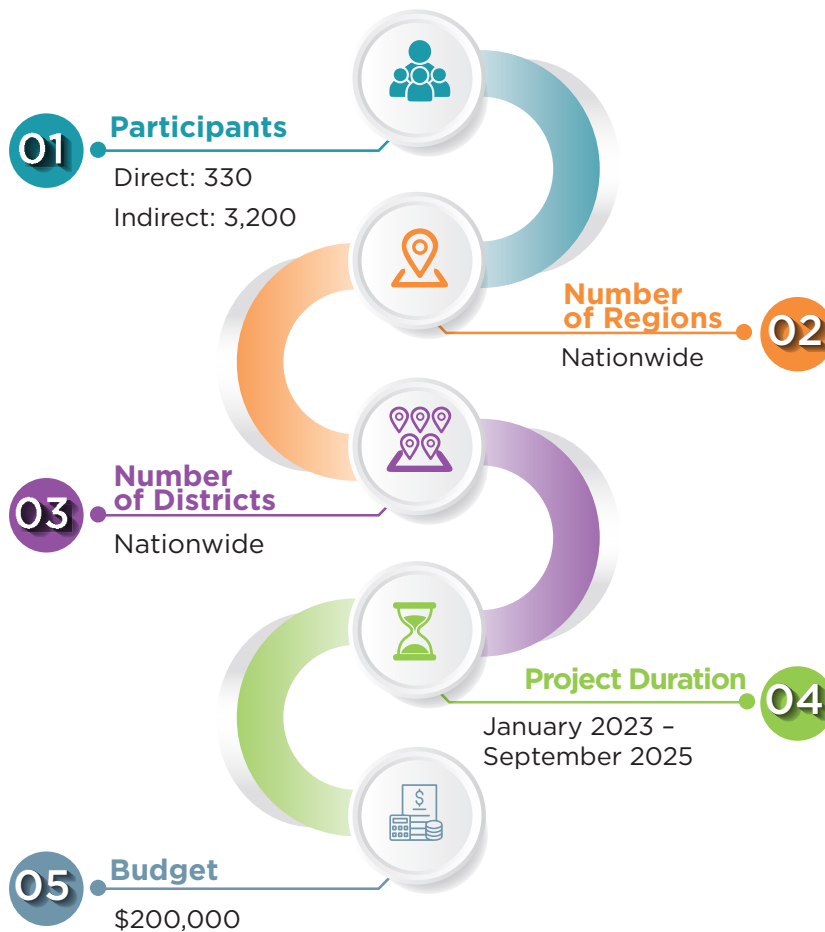 01
Participants
Direct: 330
Indirect: 3,200
Number
of Regions
02
Nationwide
Number
of Districts
03
Nationwide
Project Duration
04
January 2023 –
September 2025
$
05
Budget
$200,000